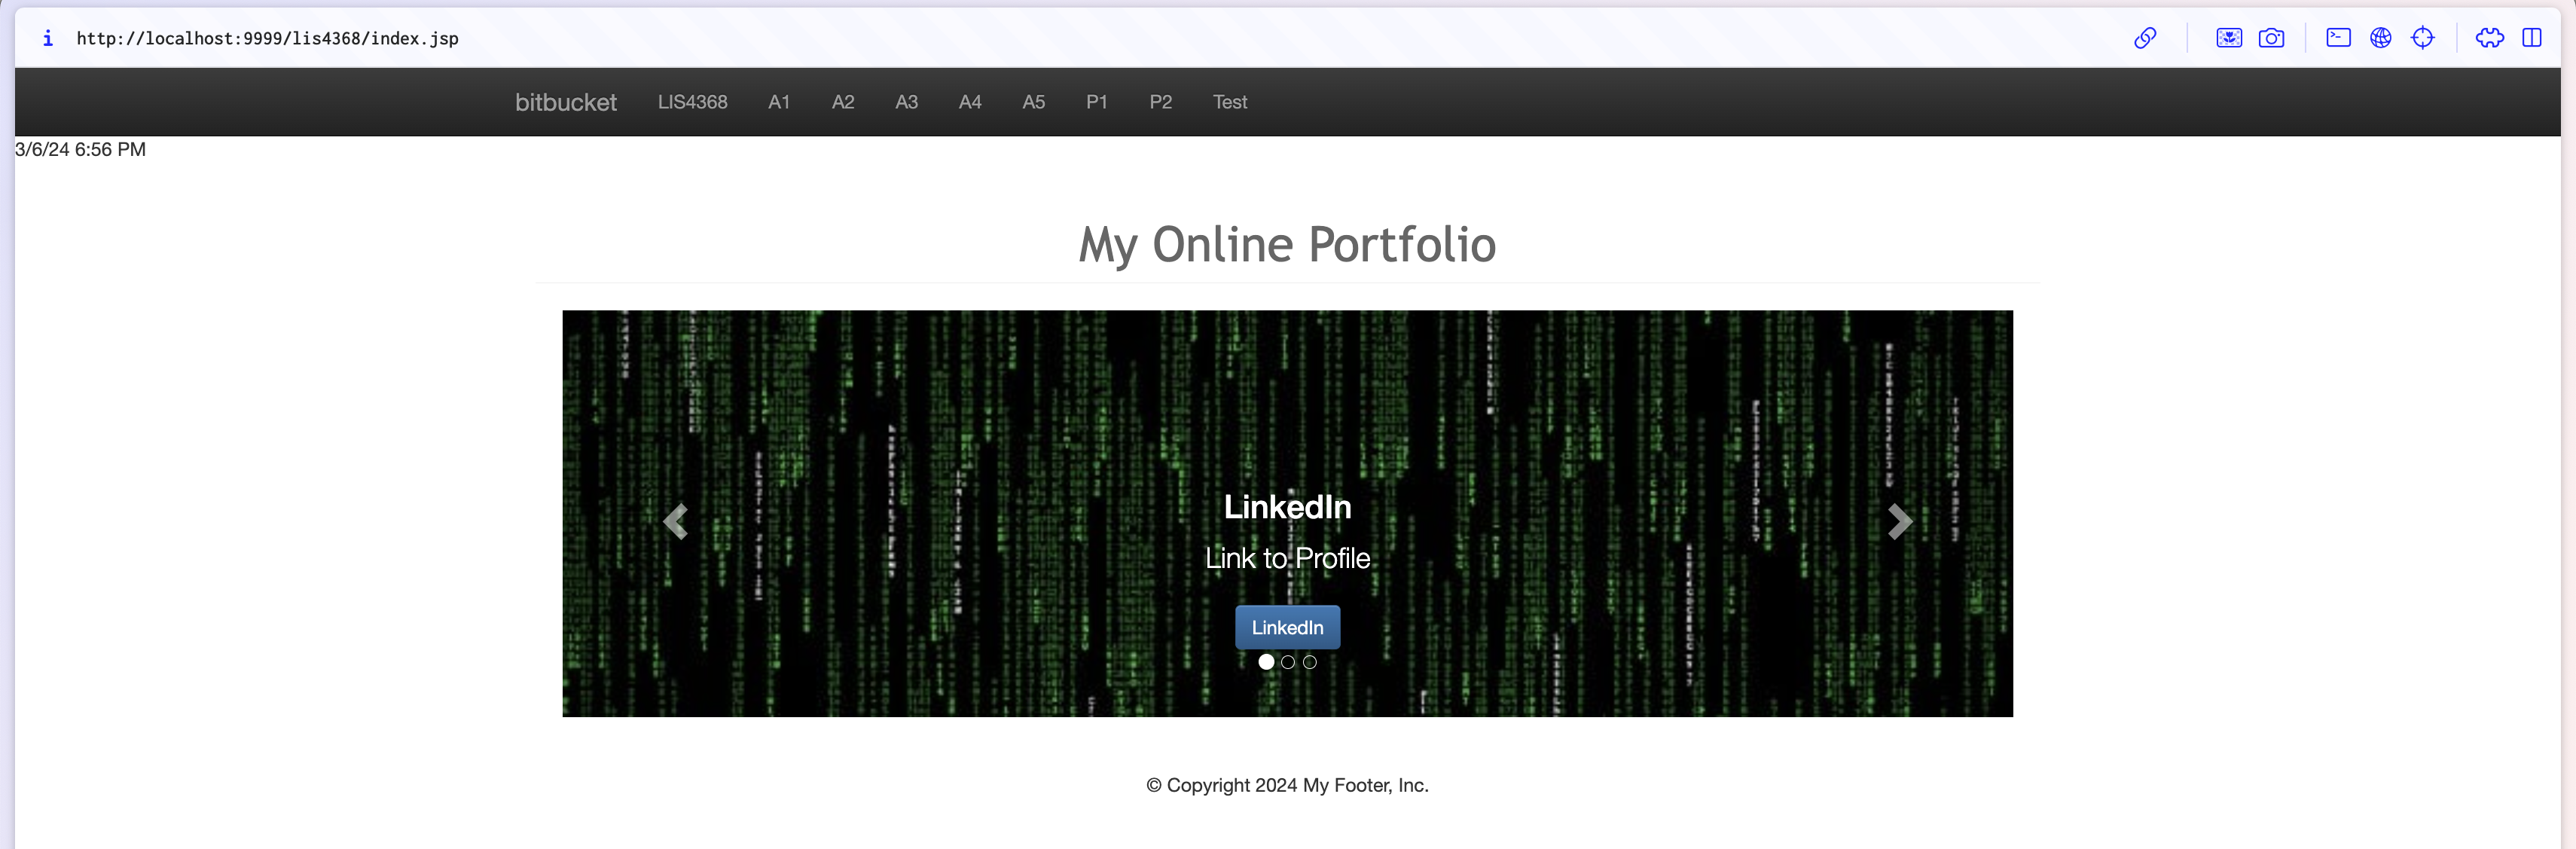 http://localhost:9999/lis4368/index.jsp
bitbucket LIS4368 A1 A2 A3 A4 A5 P1 P2 Test
3/6/24 6:56 PM
My Online Portfolio
LinkedIn
Link to Profile
LinkedIn
© Copyright 2024 My Footer, Inc.